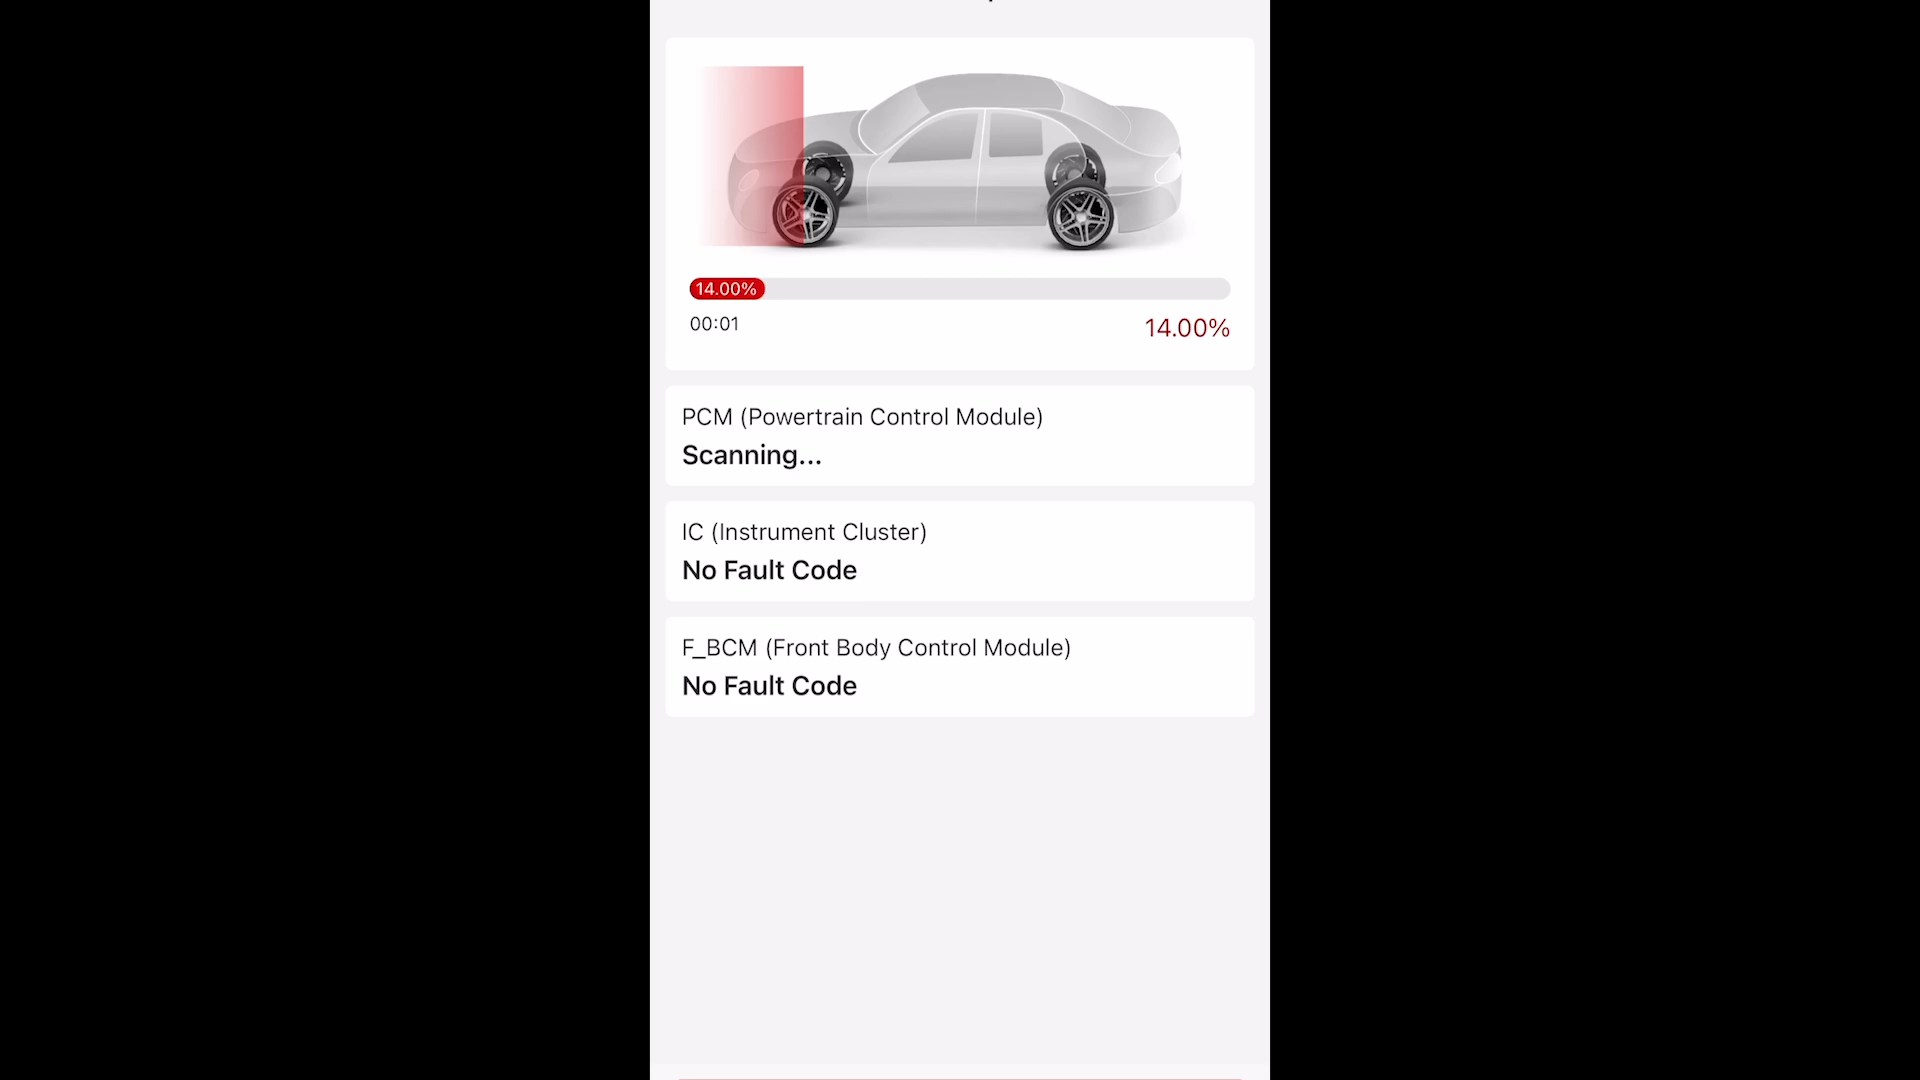 14.00%
00:01
14.00%
PCM (Powertrain Control Module)
Scanning...
IC (Instrument Cluster)
No Fault Code
F_BCM (Front Body Control Module)
No Fault Code